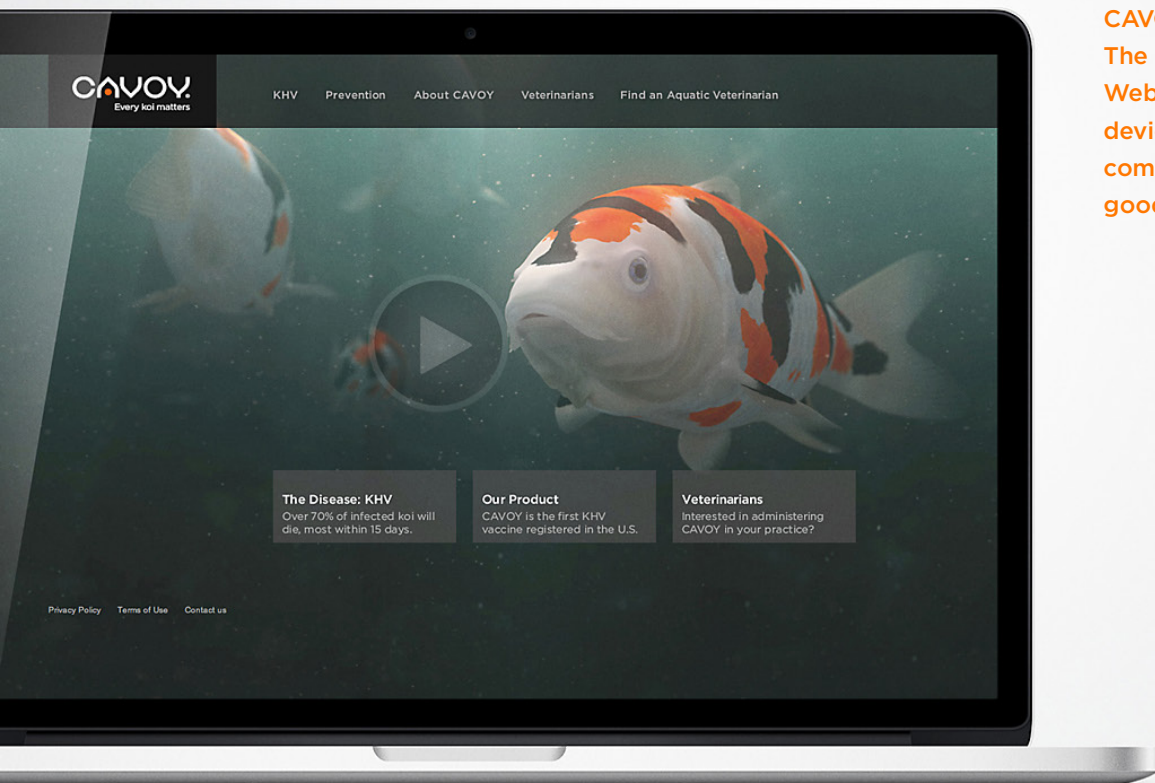 CAVOY.
Every koi matters
KHV
Prevention
About CAVOY
Veterinarians
Find an Aquatic Veterinarian
The Disease: KHV
Over 70% of infected koi will
die, most within 15 days.
Our Product
CAVOY is the first KHV
vaccine registered in the U.S.
Veterinarians
Interested in administering
CAVOY in your practice?
Privacy Policy
Terms of Use
Contact us
The